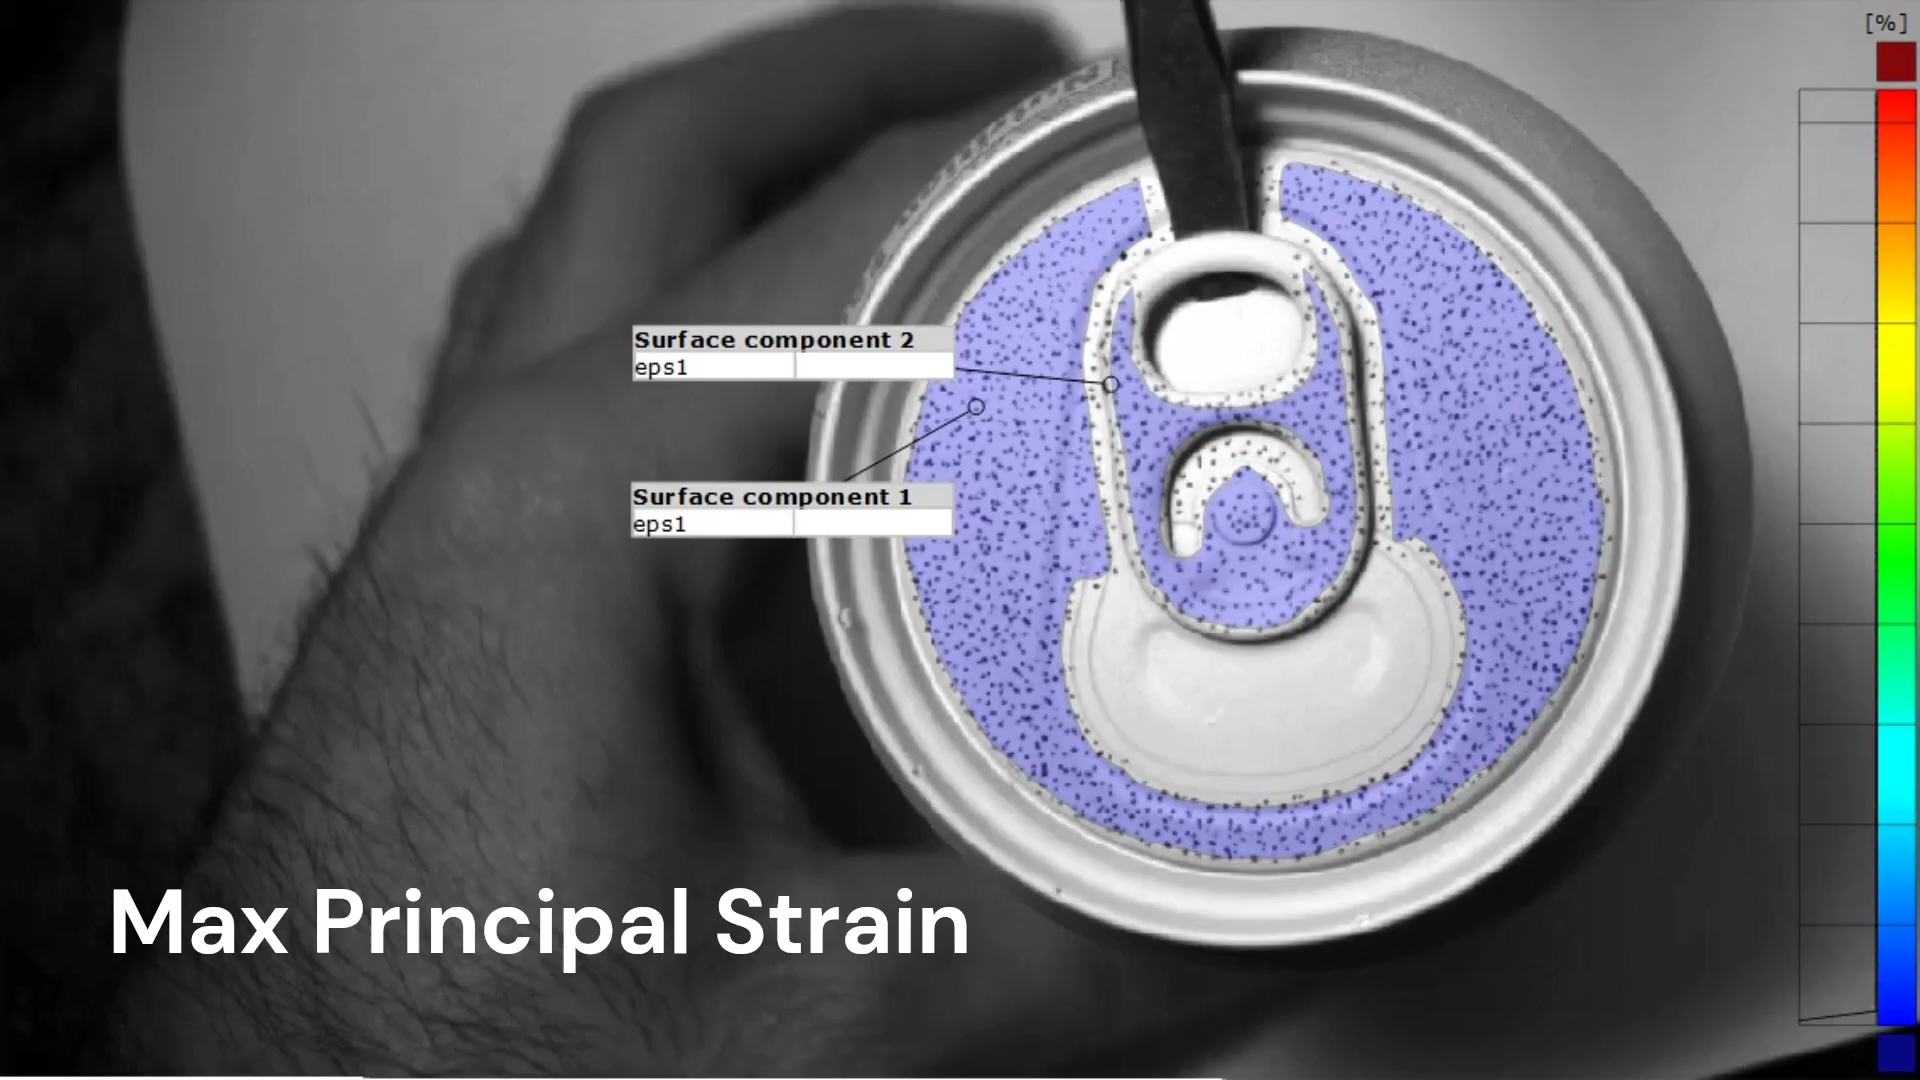 [%]
Surface component 2
eps1
Surface component 1
eps1
Max Principal Strain